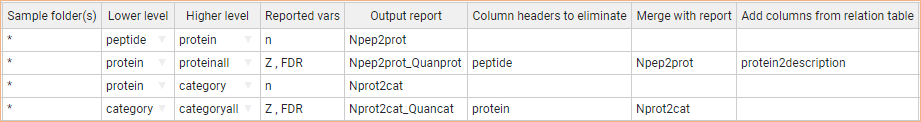 Sample folder(s) Lower level Higher level Reported vars Output report Column headers to eliminate Merge with report Add columns from relation table
* peptide protein n Npep2prot
* protein proteinall Z , FDR Npep2prot_Quanprot peptide Npep2prot protein2description
* protein category n Nprot2cat
* category categoryall Z , FDR Nprot2cat_Quancat protein Nprot2cat